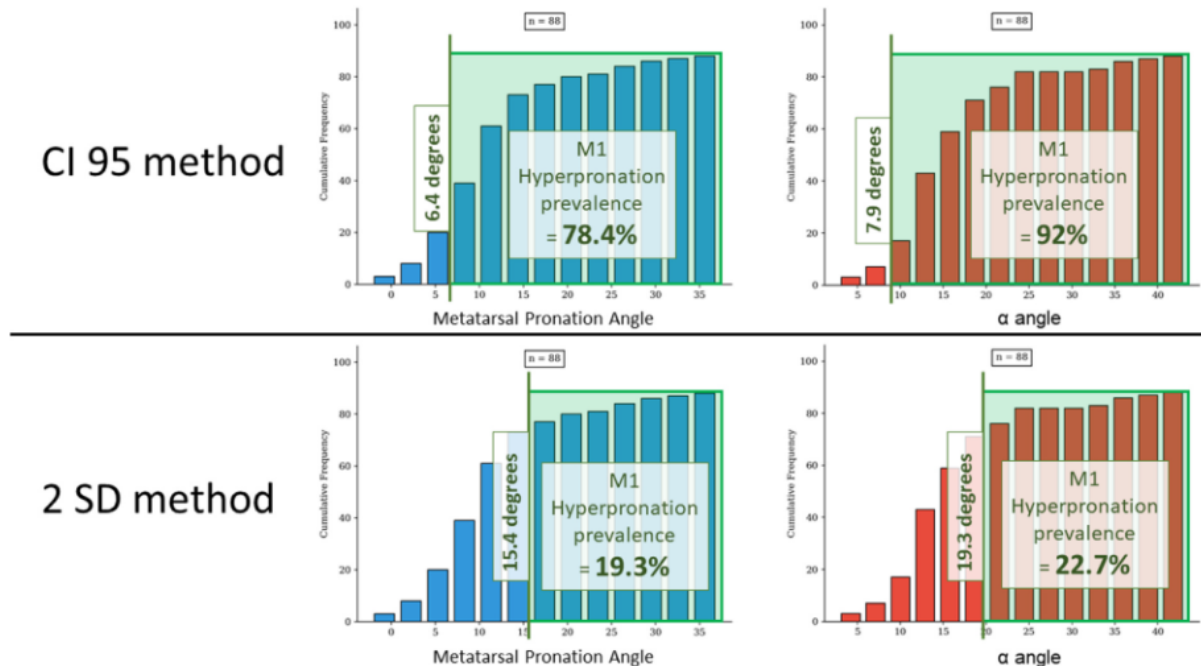 CI 95 method
n = 88
100
80
60
40
20
0
Cumulative Frequency
6.4 degrees
M1
Hyperpronation
prevalence
= 78.4%
0
5
10
15
20
25
30
35
Metatarsal Pronation Angle
n = 88
100
80
60
40
20
0
Cumulative Frequency
7.9 degrees
M1
Hyperpronation
prevalence
= 92%
5
10
15
20
25
30
35
40
α angle
2 SD method
n = 88
100
80
60
40
20
0
Cumulative Frequency
15.4 degrees
M1
Hyperpronation
prevalence
= 19.3%
0
5
10
15
20
25
30
35
Metatarsal Pronation Angle
n = 88
100
80
60
40
20
0
Cumulative Frequency
19.3 degrees
M1
Hyperpronation
prevalence
= 22.7%
5
10
15
20
25
30
35
40
α angle